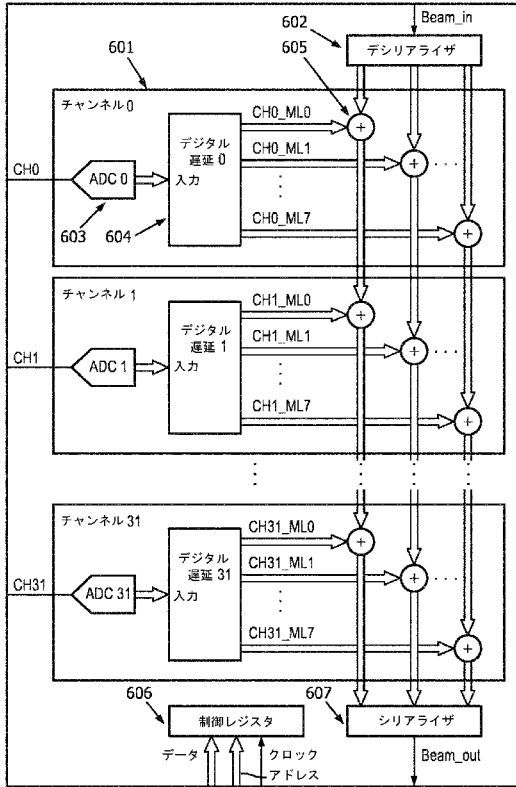 Beam_in
602
デシリアライザ
601
605
チャンネル0
CH0
ADC 0
603
604
デジタル
遅延 0
入力
CH0_ML0
CH0_ML1
CH0_ML7
チャンネル 1
CH1
ADC 1
デジタル
遅延 1
入力
CH1_ML0
CH1_ML1
CH1_ML7
チャンネル 31
CH31
ADC 31
デジタル
遅延 31
入力
CH31_ML0
CH31_ML1
CH31_ML7
606
制御レジスタ
607
シリアライザ
データ
クロック
アドレス
Beam_out